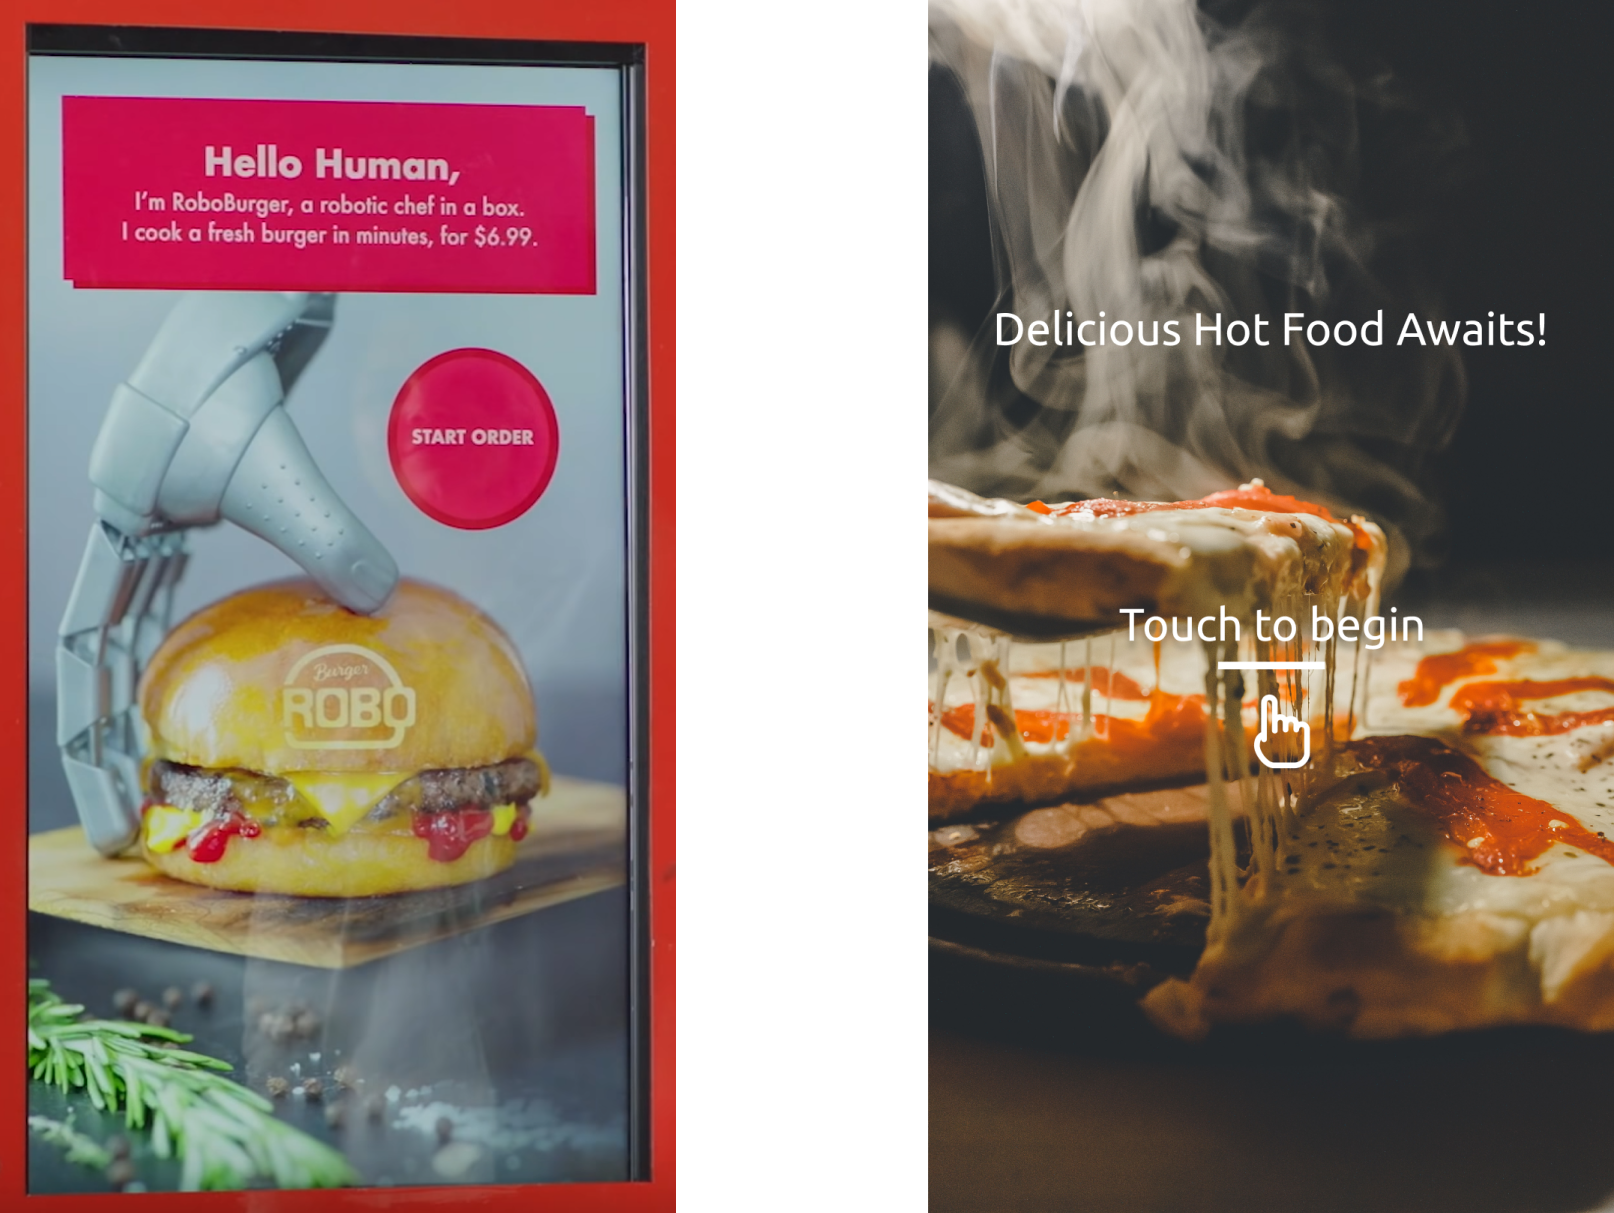 Hello Human,
I'm RoboBurger, a robotic chef in a box.
I cook a fresh burger in minutes, for $6.99.
START ORDER
Burger
ROBO
Delicious Hot Food Awaits!
Touch to begin